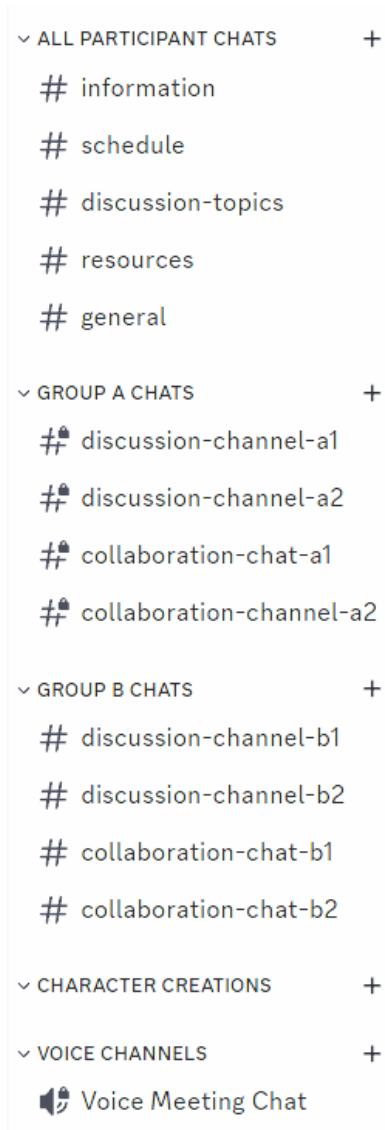 ALL PARTICIPANT CHATS +
# information
# schedule
# discussion-topics
# resources
# general
GROUP A CHATS +
# discussion-channel-a1
# discussion-channel-a2
# collaboration-chat-a1
# collaboration-channel-a2
GROUP B CHATS +
# discussion-channel-b1
# discussion-channel-b2
# collaboration-chat-b1
# collaboration-chat-b2
CHARACTER CREATIONS +
VOICE CHANNELS +
Voice Meeting Chat